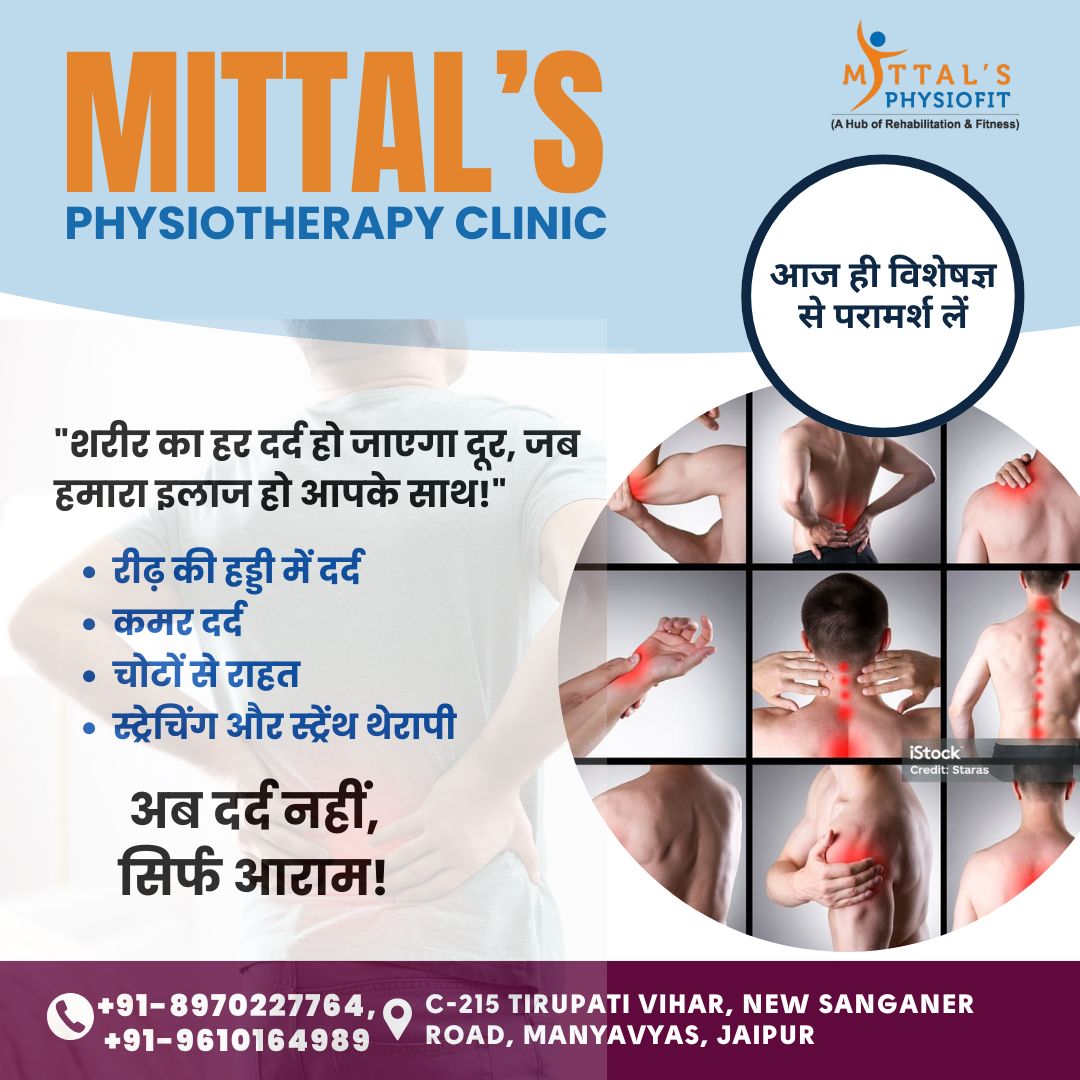 MITTAL'S
PHYSIOTHERAPY CLINIC
MITTAL'S
PHYSIOFIT
(A Hub of Rehabilitation & Fitness)
आज ही विशेषज्ञ
से परामर्श लें
"शरीर का हर दर्द हो जाएगा दूर, जब
हमारा इलाज हो आपके साथ!"
• रीढ़ की हड्डी में दर्द
• कमर दर्द
• चोटों से राहत
• स्ट्रेचिंग और स्ट्रेंथ थेरापी
iStock
Credit: Staras
अब दर्द नहीं,
सिर्फ आराम!
+91-8970227764,
+91-9610164989
C-215 TIRUPATI VIHAR, NEW SANGANER
ROAD, MANYAVYAS, JAIPUR